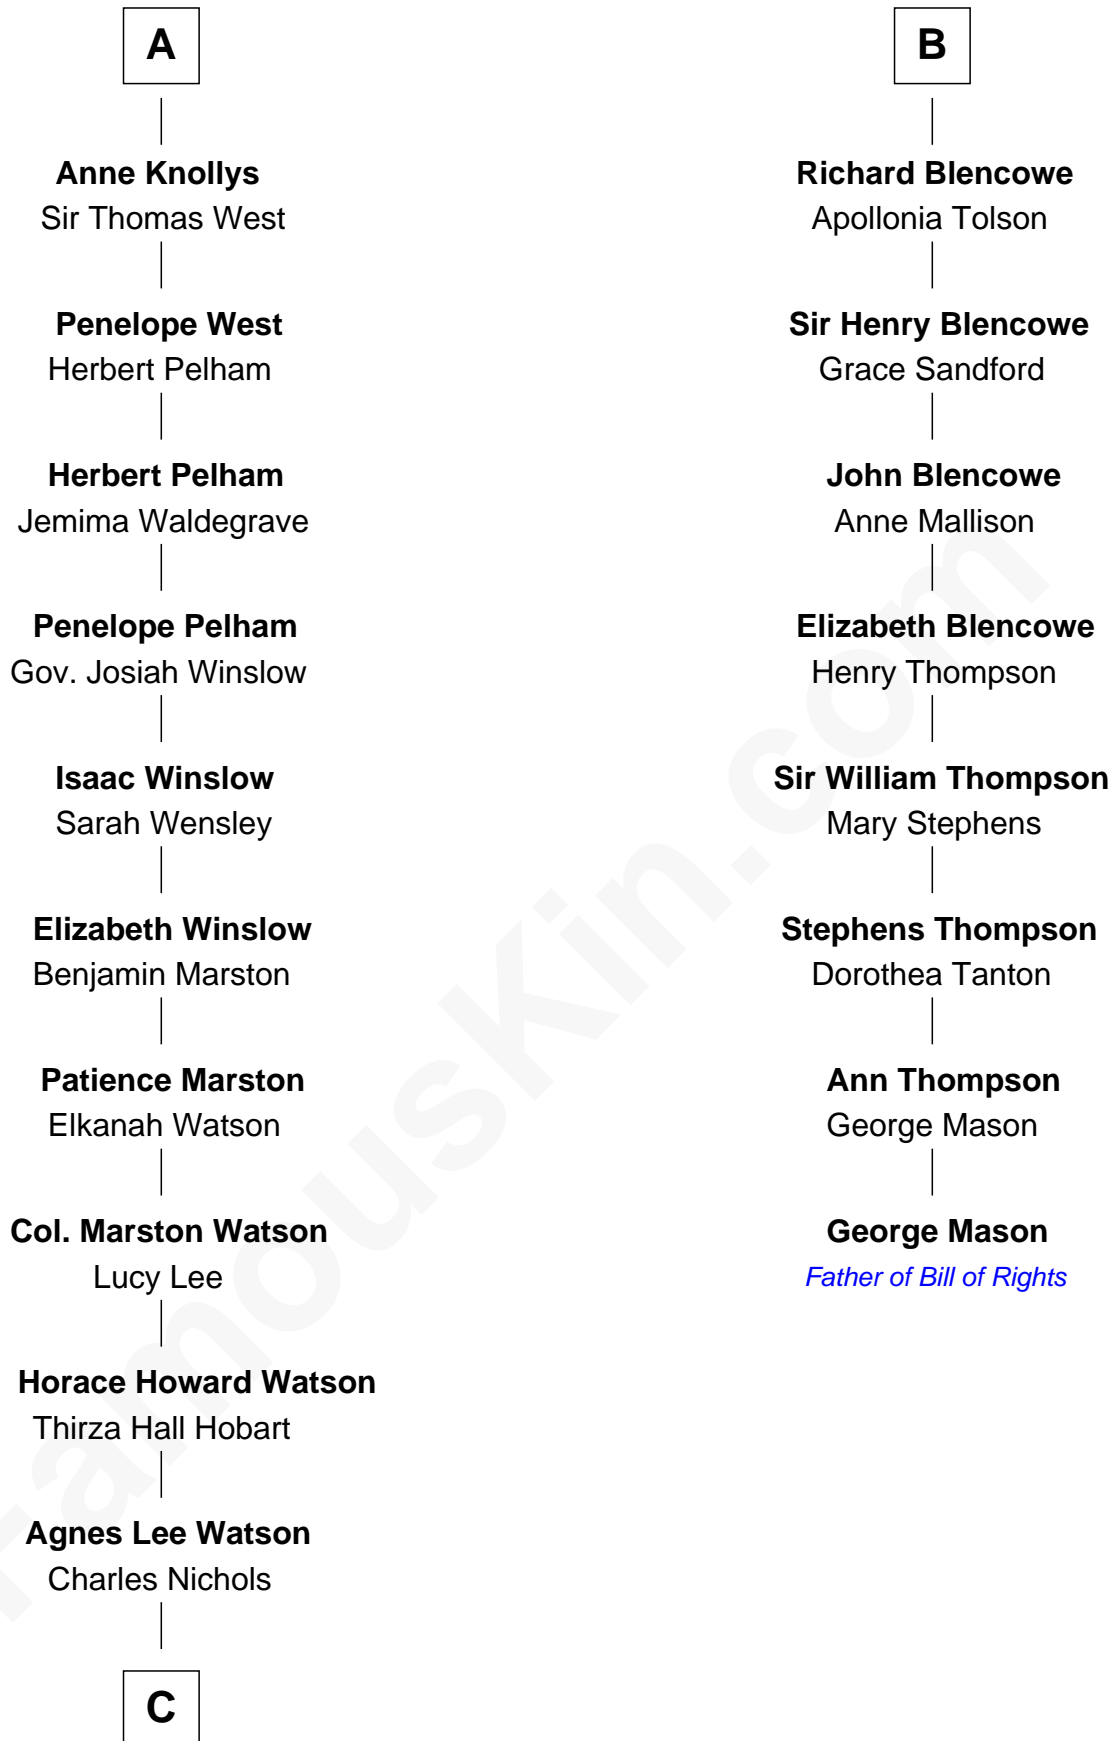 A
Anne Knollys
Sir Thomas West
Penelope West
Herbert Pelham
Herbert Pelham
Jemima Waldegrave
Penelope Pelham
Gov. Josiah Winslow
Isaac Winslow
Sarah Wensley
Elizabeth Winslow
Benjamin Marston
Patience Marston
Elkanah Watson
Col. Marston Watson
Lucy Lee
Horace Howard Watson
Thirza Hall Hobart
Agnes Lee Watson
Charles Nichols
C
B
Richard Blencowe
Apollonia Tolson
Sir Henry Blencowe
Grace Sandford
John Blencowe
Anne Mallison
Elizabeth Blencowe
Henry Thompson
Sir William Thompson
Mary Stephens
Stephens Thompson
Dorothea Tanton
Ann Thompson
George Mason
George Mason
Father of Bill of Rights
FamousKin.com